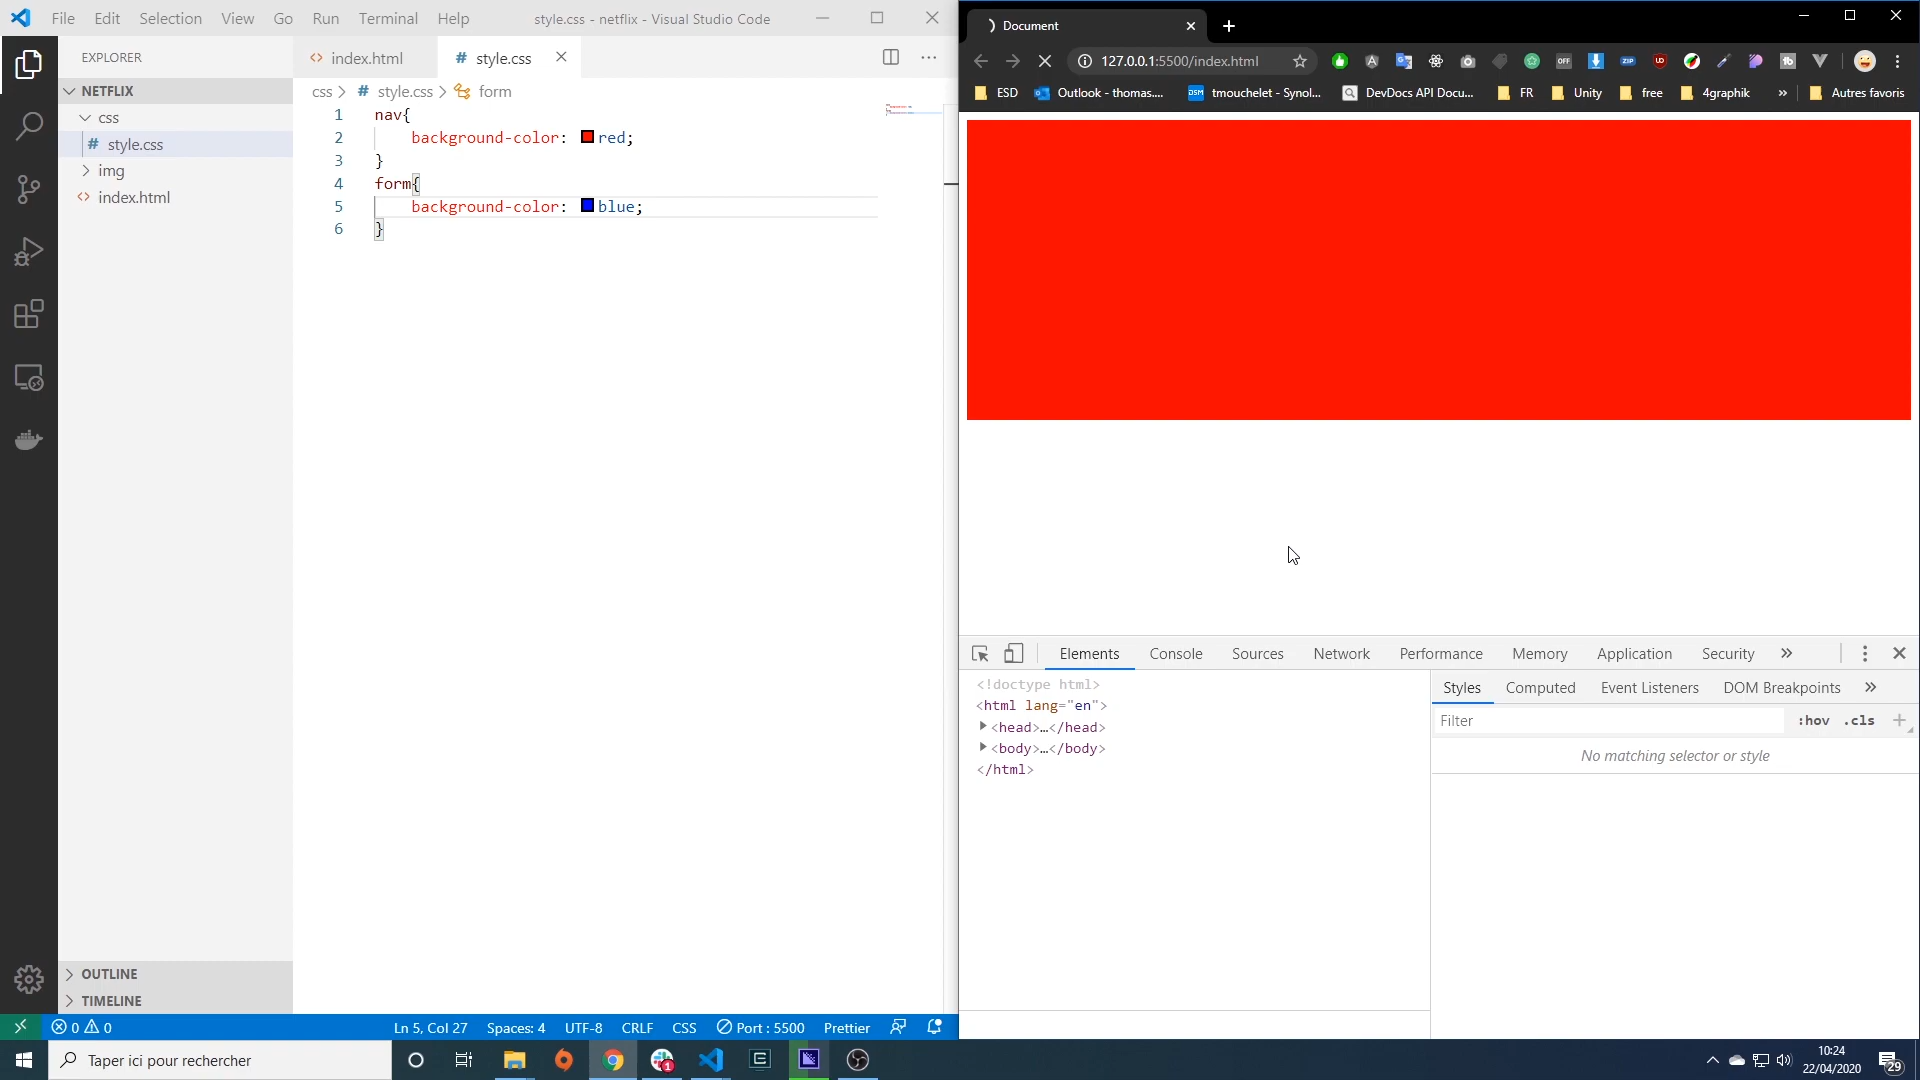 File Edit Selection View Go Run Terminal Help style.css - netflix - Visual Studio Code
EXPLORER
NETFLIX
css
# style.css
img
<> index.html
OUTLINE
TIMELINE
<> index.html # style.css
css > # style.css > form
1 nav{
2 background-color: red;
3 }
4 form{
5 background-color: blue;
6 }
0 0 Ln 5, Col 27 Spaces: 4 UTF-8 CRLF CSS Port : 5500 Prettier
Document
127.0.0.1:5500/index.html
OFF ZIP
ESD Outlook - thomas.... DSM tmouchelet - Synol... DevDocs API Docu... FR Unity free 4graphik » Autres favoris
Elements Console Sources Network Performance Memory Application Security »
<!doctype html>
<html lang="en">
<head>…</head>
<body>…</body>
</html>
Styles Computed Event Listeners DOM Breakpoints »
Filter :hov .cls +
No matching selector or style
Taper ici pour rechercher
1
10:24
22/04/2020
29